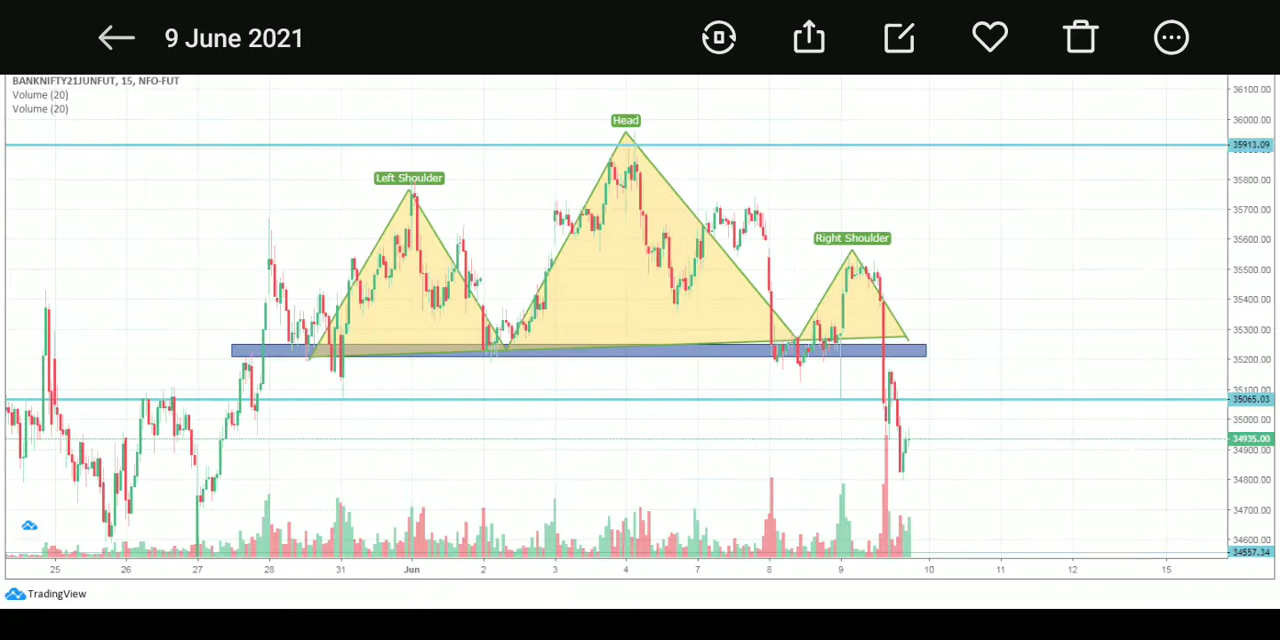 9 June 2021
BANKNIFTY21JUNFUT, 15, NFO-FUT
Volume (20)
Volume (20)
Head
Left Shoulder
Right Shoulder
36100.00
36000.00
35913.09
35800.00
35700.00
35600.00
35500.00
35400.00
35300.00
35200.00
35100.00
35065.03
35000.00
34935.00
34900.00
34800.00
34700.00
34600.00
34557.34
25 26 27 28 31 Jun 2 3 4 7 8 9 10 11 12 15
TradingView